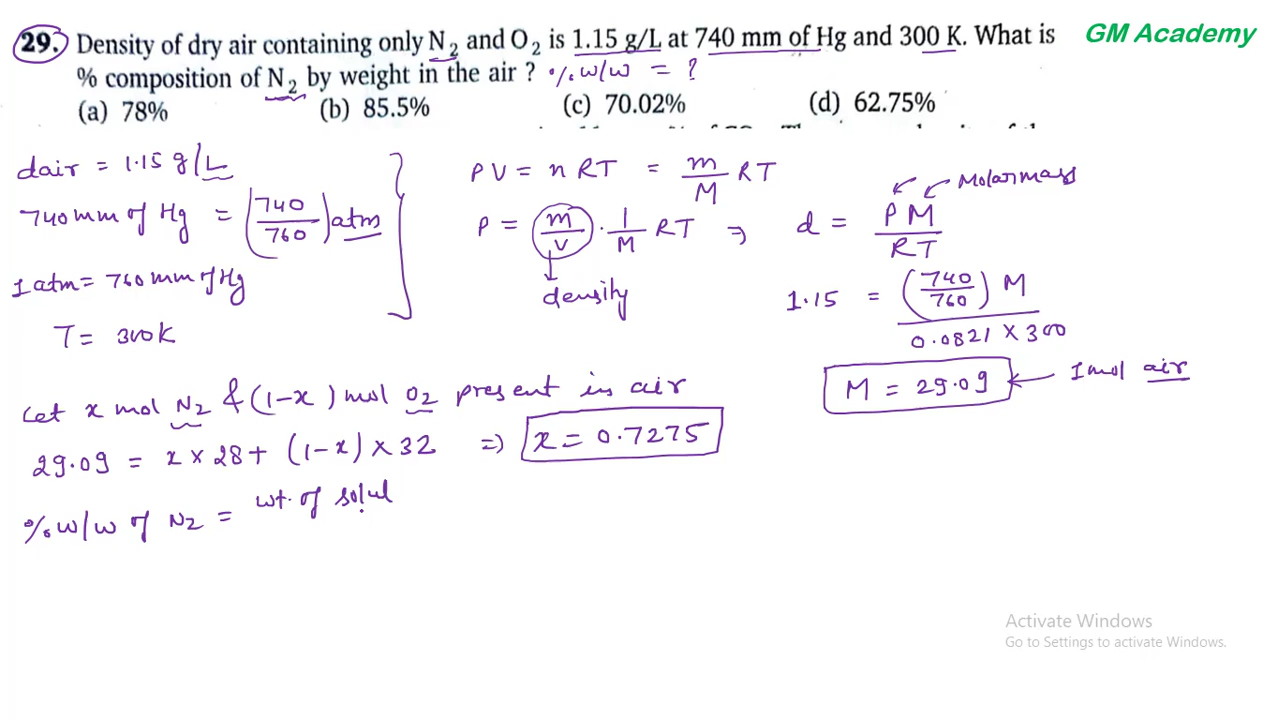 29. Density of dry air containing only N2 and O2 is 1.15 g/L at 740 mm of Hg and 300 K. What is
GM Academy
% composition of N2 by weight in the air ? % w/w = ?
(a) 78% (b) 85.5% (c) 70.02% (d) 62.75%
dair = 1.15 g/L
740 mm of Hg = (740/760) atm
1 atm = 760 mm of Hg
T = 300K
PV = nRT = m/M RT
P = (m/V) . 1/M RT ⇒ d = PM/RT
Molar mass
density
1.15 = (740/760) M / 0.0821 × 300
M = 29.09 ← 1 mol air
Let x mol N2 & (1-x) mol O2 present in air
29.09 = x × 28 + (1-x) × 32 ⇒ x = 0.7275
% w/w of N2 = wt. of solut
Activate Windows
Go to Settings to activate Windows.